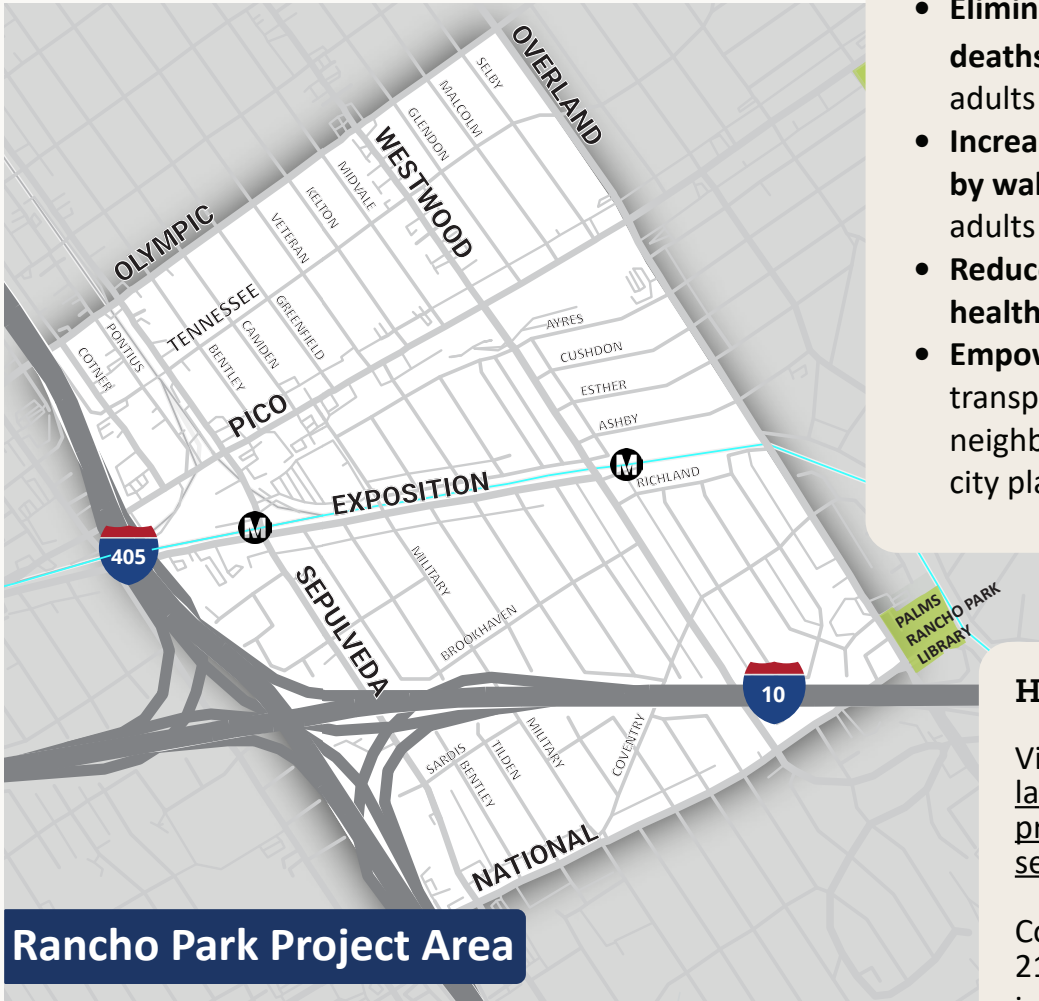 OVERLAND
SELBY
MALCOLM
GLENDON
WESTWOOD
MIDVALE
KELTON
VETERAN
OLYMPIC
TENNESSEE
GREENFIELD
CAMDEN
BENTLEY
PONTIUS
COTNER
PICO
AYRES
CUSHDON
ESTHER
ASHBY
M
RICHLAND
EXPOSITION
M
405
MILITARY
SEPULVEDA
BROOKHAVEN
PALMS
RANCHO PARK
LIBRARY
10
SARDIS
BENTLEY
TILDEN
MILITARY
COVENTRY
NATIONAL
Rancho Park Project Area
• Elimin
deaths
adults
• Increa
by wal
adults
• Reduc
health
• Empow
transp
neighb
city pla
H
Vi
la
pr
se
Co
21